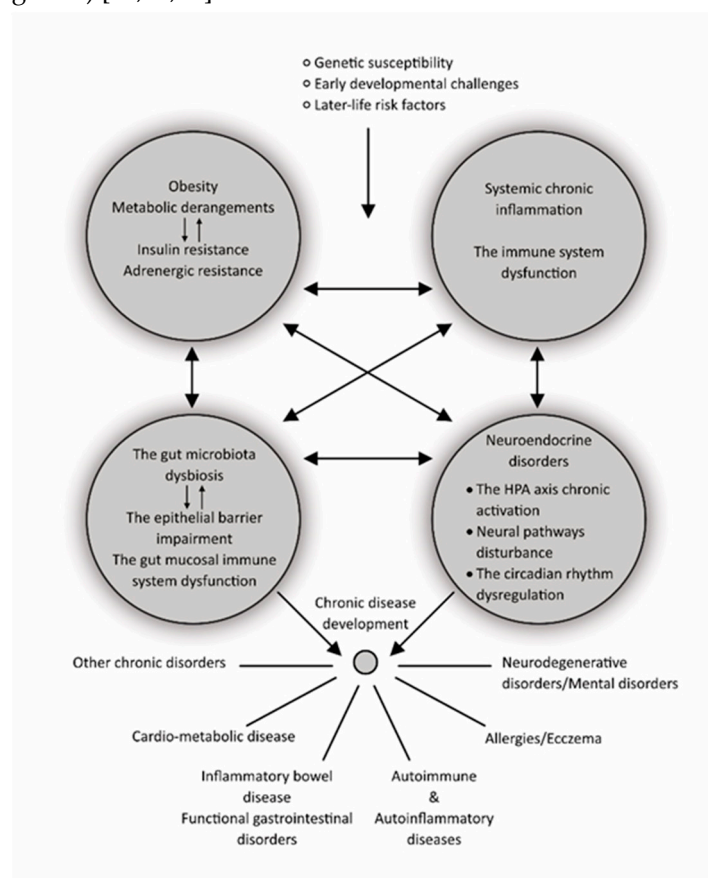 Genetic susceptibility
Early developmental challenges
Later-life risk factors
Obesity
Metabolic derangements
Insulin resistance
Adrenergic resistance
Systemic chronic
inflammation
The immune system
dysfunction
The gut microbiota
dysbiosis
The epithelial barrier
impairment
The gut mucosal immune
system dysfunction
Neuroendocrine
disorders
• The HPA axis chronic
activation
• Neural pathways
disturbance
• The circadian rhythm
dysregulation
Chronic disease
development
Other chronic disorders
Neurodegenerative
disorders/Mental disorders
Cardio-metabolic disease
Allergies/Ecczema
Inflammatory bowel
disease
Functional gastrointestinal
disorders
Autoimmune
&
Autoinflammatory
diseases